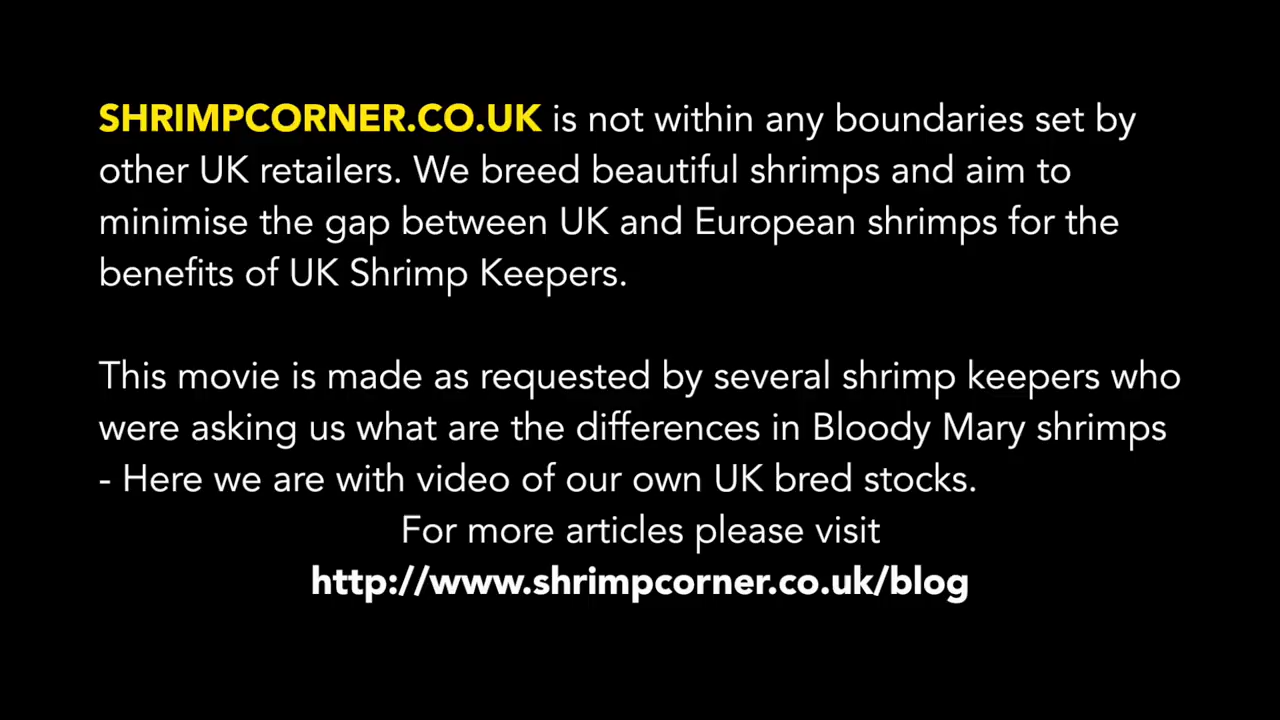 SHRIMPCORNER.CO.UK is not within any boundaries set by
other UK retailers. We breed beautiful shrimps and aim to
minimise the gap between UK and European shrimps for the
benefits of UK Shrimp Keepers.
This movie is made as requested by several shrimp keepers who
were asking us what are the differences in Bloody Mary shrimps
- Here we are with video of our own UK bred stocks.
For more articles please visit
http://www.shrimpcorner.co.uk/blog